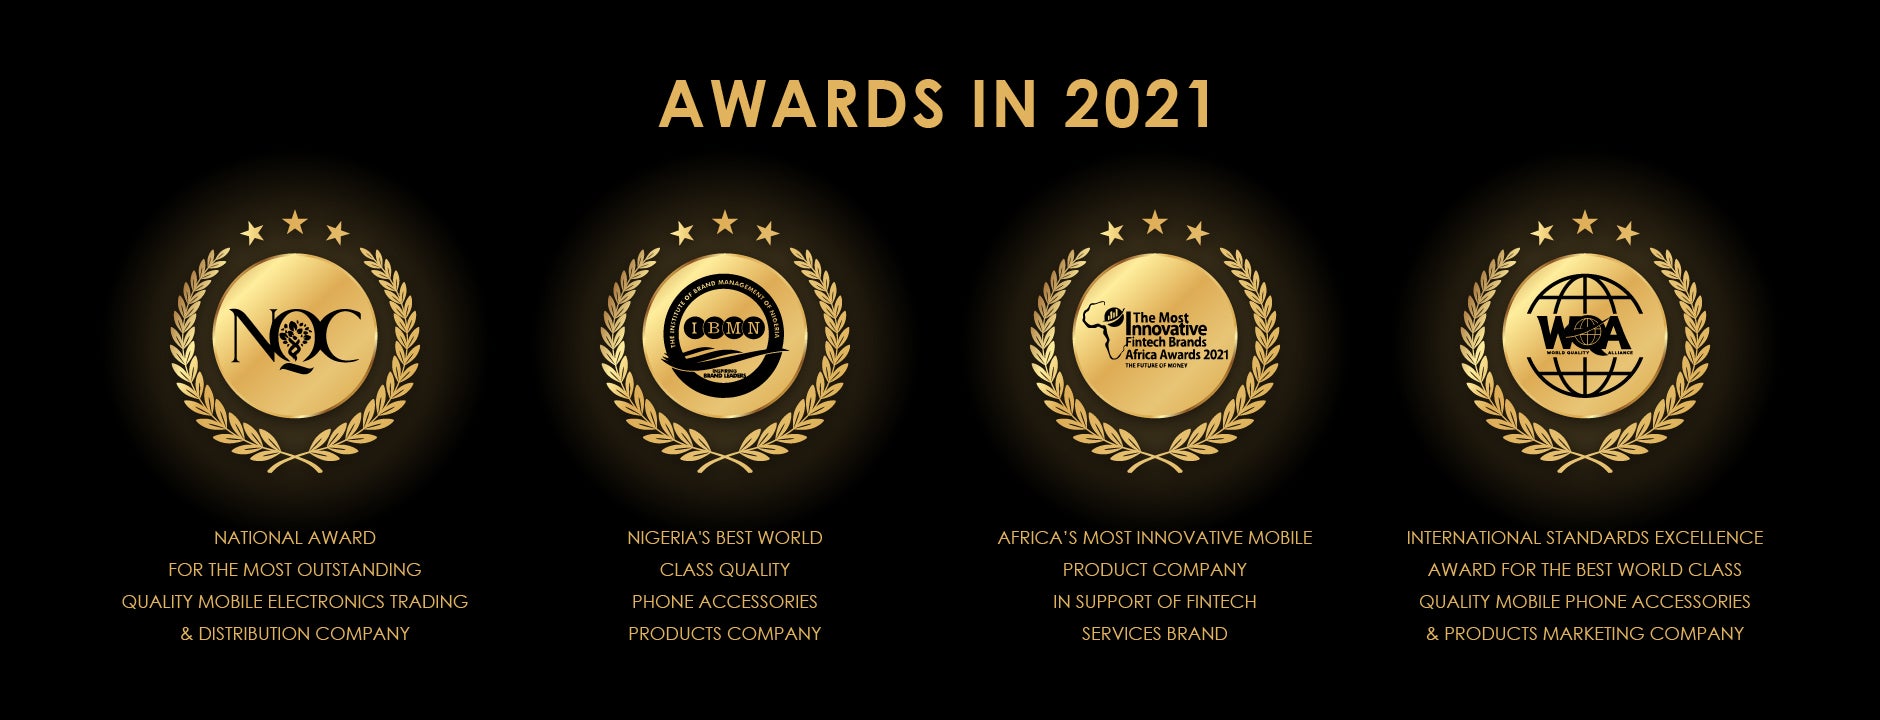 AWARDS IN 2021
NQC
THE INSTITUTE OF BRAND MANAGEMENT OF NIGERIA
IBMN
INSPIRING
BRAND LEADERS
The Most
Innovative
Fintech Brands
Africa Awards 2021
THE FUTURE OF MONEY
WQA
WORLD QUALITY ALLIANCE
NATIONAL AWARD
FOR THE MOST OUTSTANDING
QUALITY MOBILE ELECTRONICS TRADING
& DISTRIBUTION COMPANY
NIGERIA'S BEST WORLD
CLASS QUALITY
PHONE ACCESSORIES
PRODUCTS COMPANY
AFRICA'S MOST INNOVATIVE MOBILE
PRODUCT COMPANY
IN SUPPORT OF FINTECH
SERVICES BRAND
INTERNATIONAL STANDARDS EXCELLENCE
AWARD FOR THE BEST WORLD CLASS
QUALITY MOBILE PHONE ACCESSORIES
& PRODUCTS MARKETING COMPANY